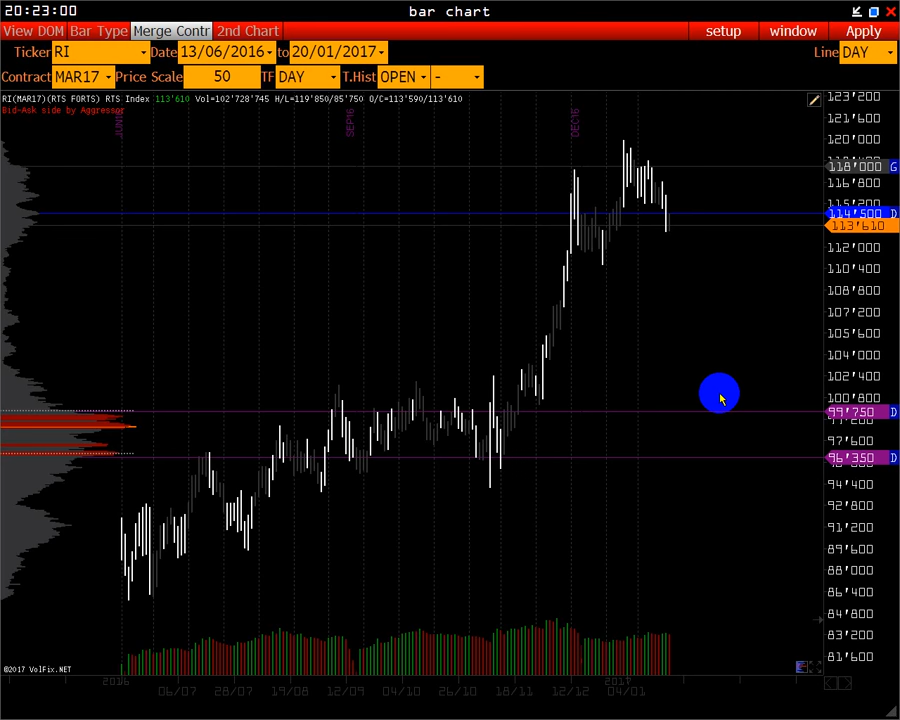 20:23:00 bar chart
View DOM Bar Type Merge Contr 2nd Chart setup window Apply
Ticker RI Date 13/06/2016 to 20/01/2017 Line DAY
Contract MAR17 Price Scale 50 TF DAY T.Hist OPEN -
RI(MAR17)(RTS FORTS) RTS Index 113'610 Vol=102'728'745 H/L=119'850/85'750 O/C=113'590/113'610
Bid-Ask side by Aggressor
JUN16 SEP16 DEC16
123'200
121'600
120'000
118'000 G
116'800
115'200
114'500 D
113'610
112'000
110'400
108'800
107'200
105'600
104'000
102'400
100'800
99'750 D
97'600
96'350 D
94'400
92'800
91'200
89'600
88'000
86'400
84'800
83'200
81'600
©2017 VolFix.NET
2016 2017
06/07 28/07 19/08 12/09 04/10 26/10 18/11 12/12 04/01